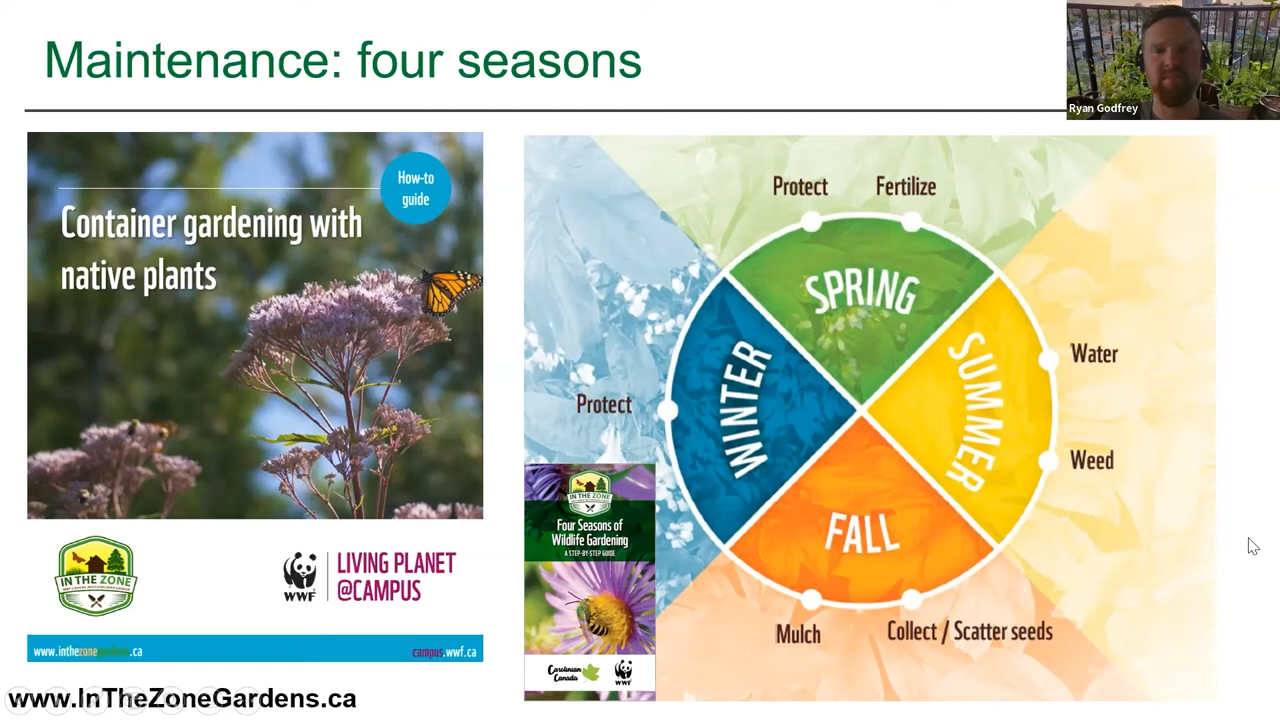 Maintenance: four seasons
Ryan Godfrey
How-to
guide
Container gardening with
native plants
IN THE ZONE
WWF
LIVING PLANET
@CAMPUS
www.inthezonegardens.ca
campus.wwf.ca
www.InTheZoneGardens.ca
Protect
Fertilize
SPRING
Water
SUMMER
Weed
Protect
WINTER
FALL
Mulch
Collect / Scatter seeds
IN THE ZONE
Four Seasons of
Wildlife Gardening
A STEP-BY-STEP GUIDE
Carolinian
Canada
WWF